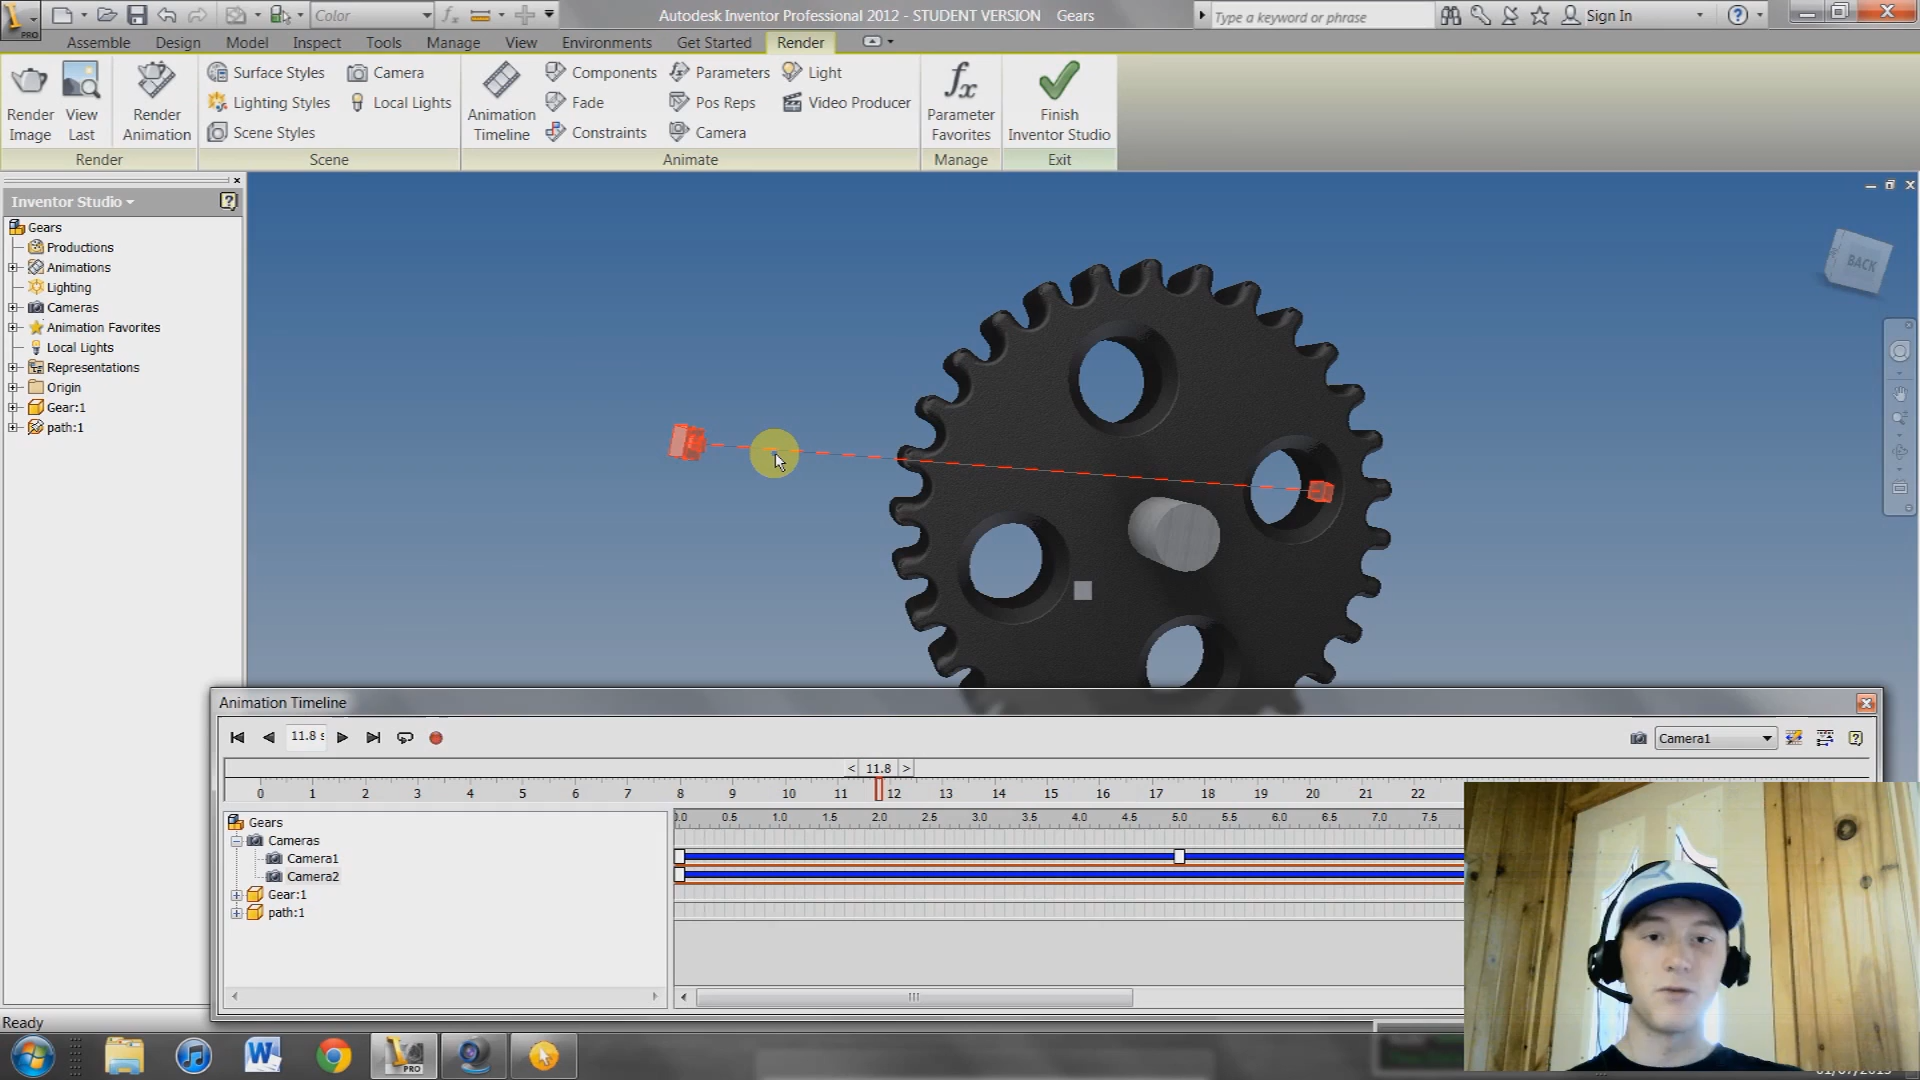 PRO
Color
Autodesk Inventor Professional 2012 - STUDENT VERSION Gears
Type a keyword or phrase
Sign In
Assemble Design Model Inspect Tools Manage View Environments Get Started Render
Render Image
View Last
Render Animation
Surface Styles
Lighting Styles
Scene Styles
Camera
Local Lights
Animation Timeline
Components
Fade
Constraints
Parameters
Pos Reps
Camera
Light
Video Producer
Parameter Favorites
Finish Inventor Studio
Render Scene Animate Manage Exit
Inventor Studio
Gears
Productions
Animations
Lighting
Cameras
Animation Favorites
Local Lights
Representations
Origin
Gear:1
path:1
BACK
Animation Timeline
11.8 s
Camera1
< 11.8 >
0 1 2 3 4 5 6 7 8 9 10 11 12 13 14 15 16 17 18 19 20 21 22
0.0 0.5 1.0 1.5 2.0 2.5 3.0 3.5 4.0 4.5 5.0 5.5 6.0 6.5 7.0 7.5
Gears
Cameras
Camera1
Camera2
Gear:1
path:1
Ready
PRO